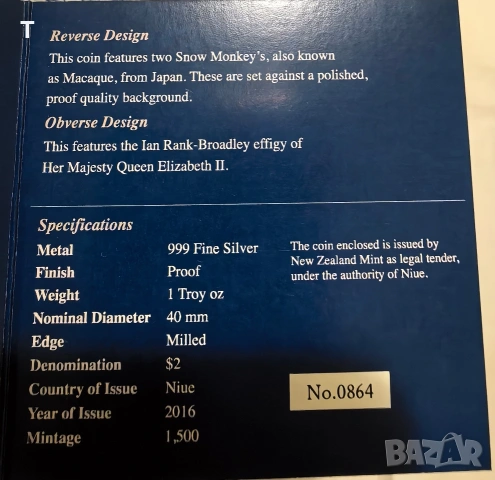 T
Reverse Design
This coin features two Snow Monkey's, also known
as Macaque, from Japan. These are set against a polished,
proof quality background.
Obverse Design
This features the Ian Rank-Broadley effigy of
Her Majesty Queen Elizabeth II.
Specifications
Metal 999 Fine Silver
Finish Proof
Weight 1 Troy oz
Nominal Diameter 40 mm
Edge Milled
Denomination $2
Country of Issue Niue
Year of Issue 2016
Mintage 1,500
The coin enclosed is issued by
New Zealand Mint as legal tender,
under the authority of Niue.
No.0864
BAZAR